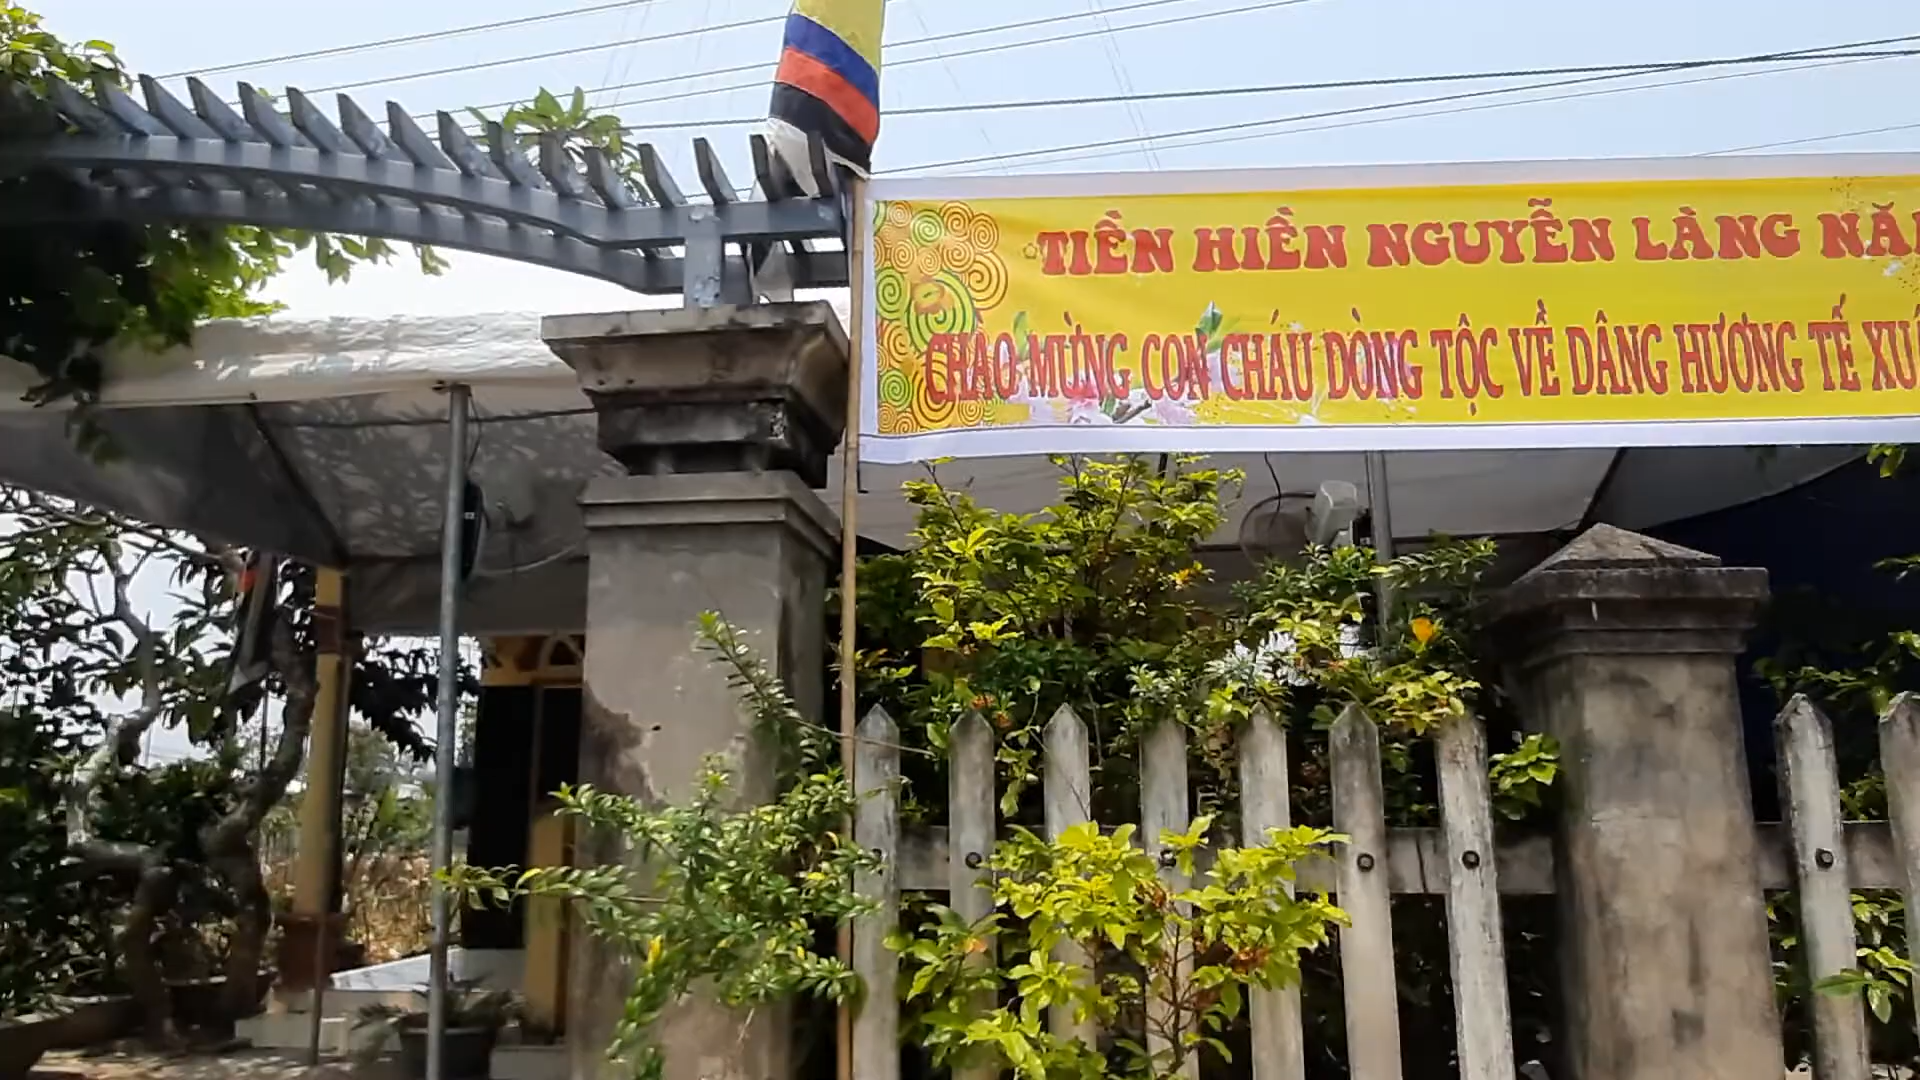 TIỀN HIỀN NGUYỄN LÀNG
CHÀO MỪNG CON CHÁU DÒNG TỘC VỀ DÂNG HƯƠNG TẾ